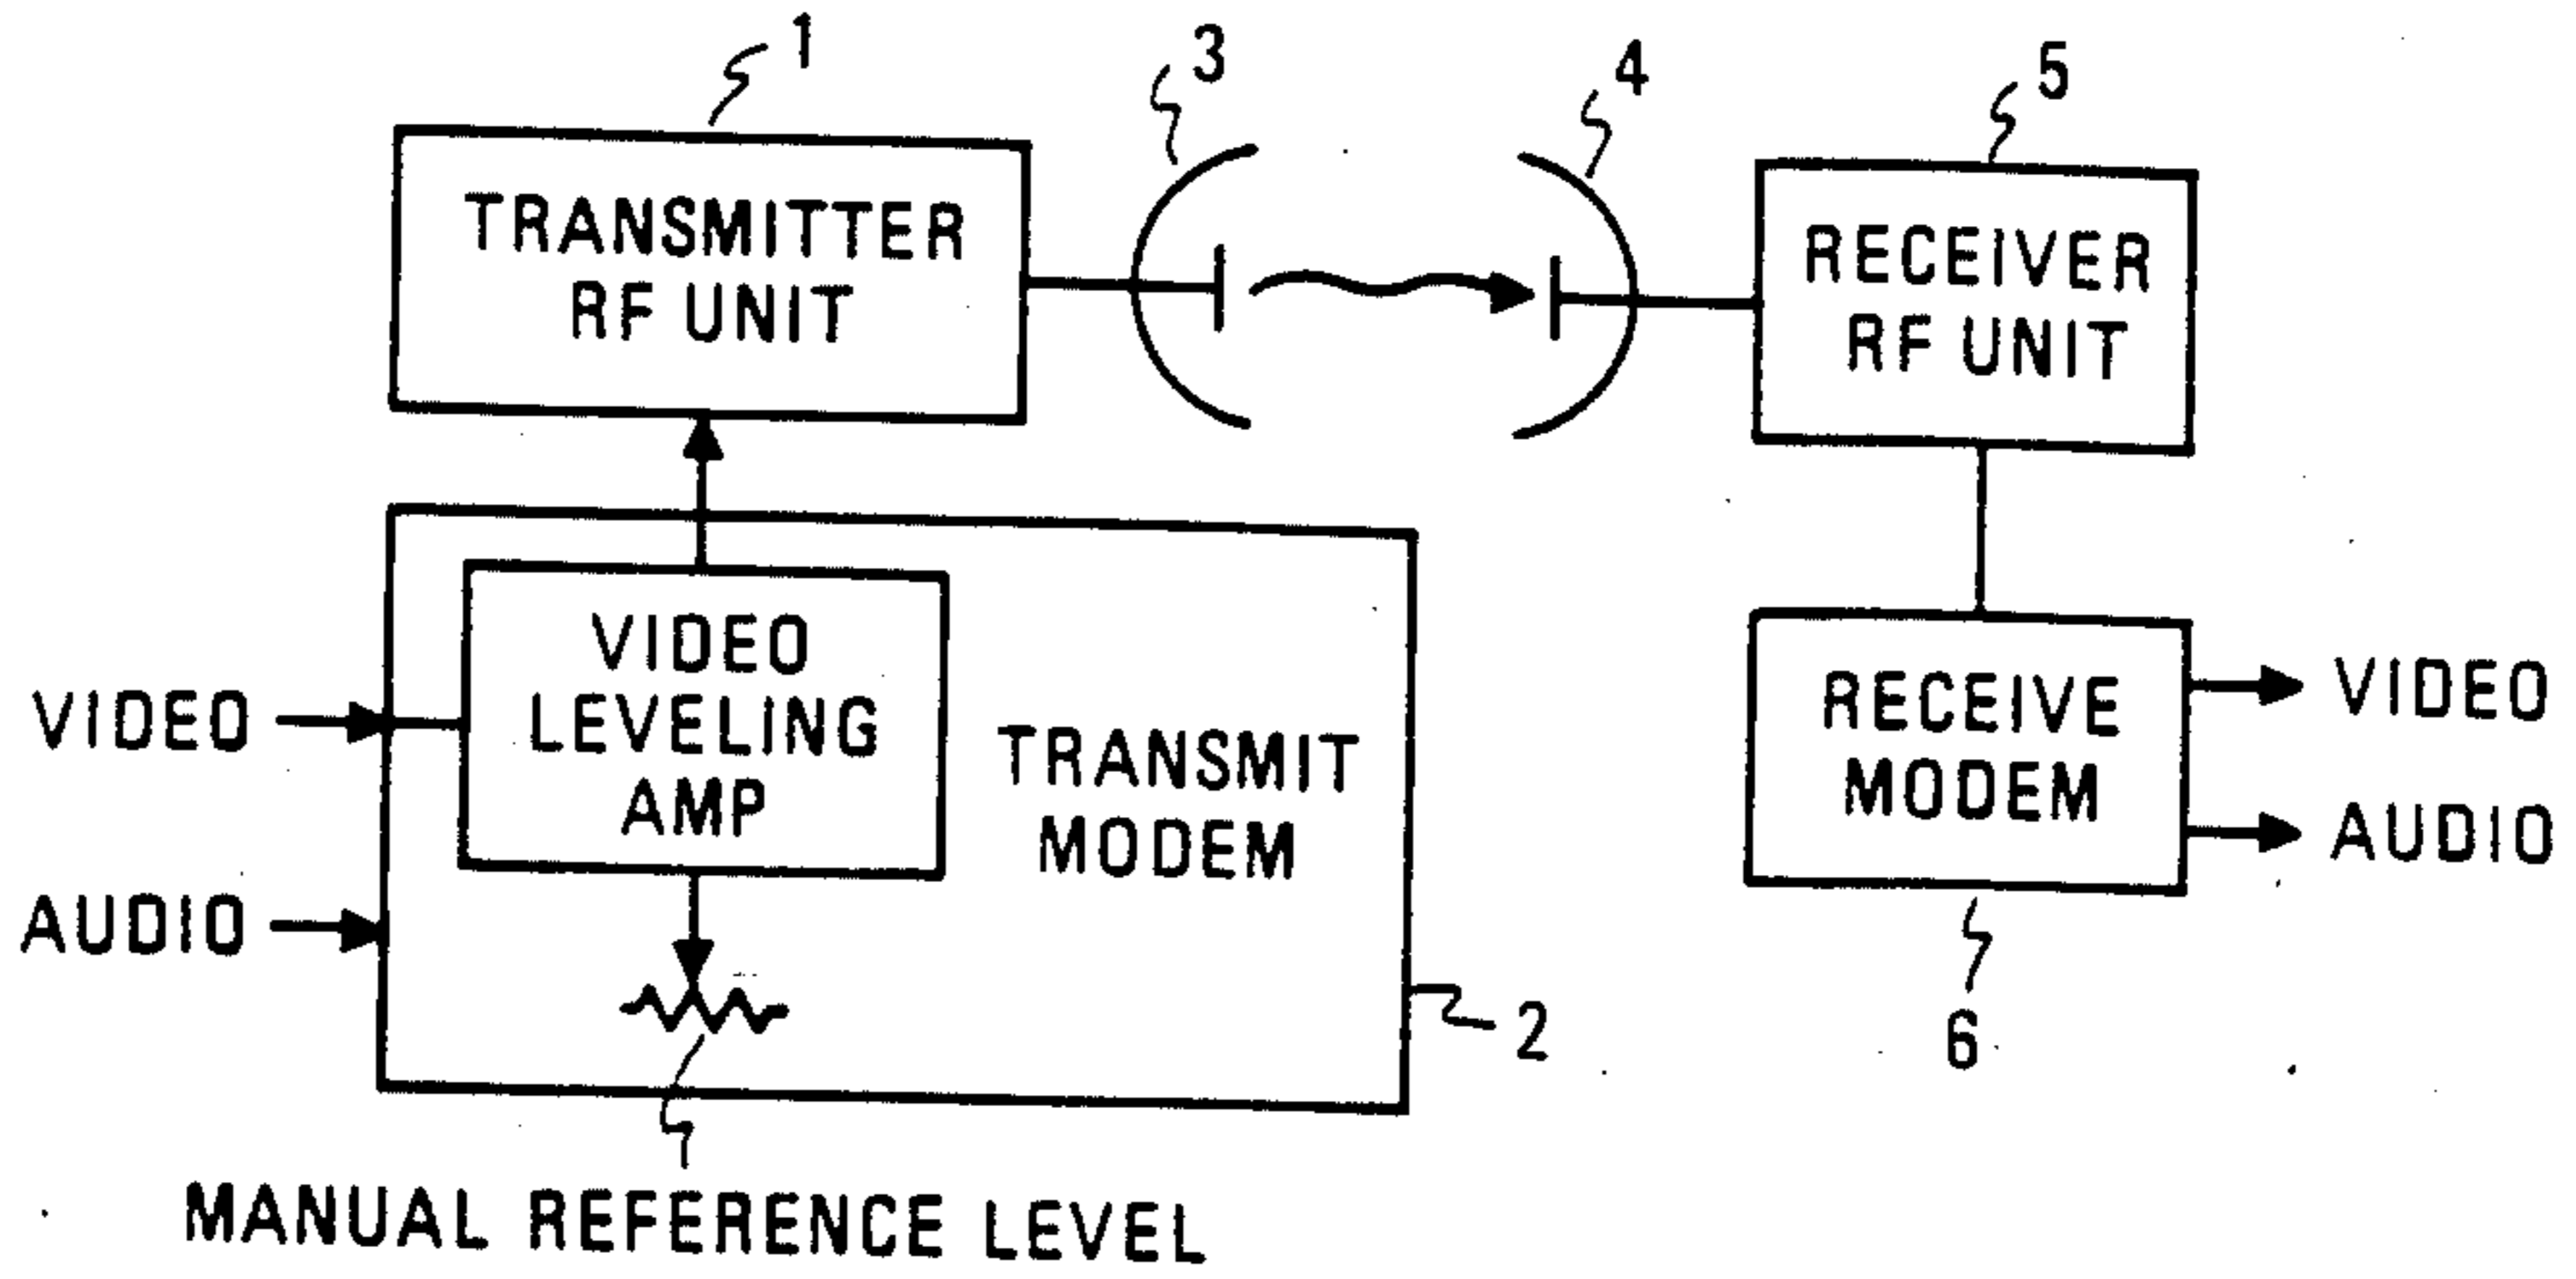 1
3
4
5
TRANSMITTER
RF UNIT
RECEIVER
RF UNIT
VIDEO
LEVELING
AMP
TRANSMIT
MODEM
VIDEO
AUDIO
RECEIVE
MODEM
VIDEO
AUDIO
2
6
MANUAL REFERENCE LEVEL